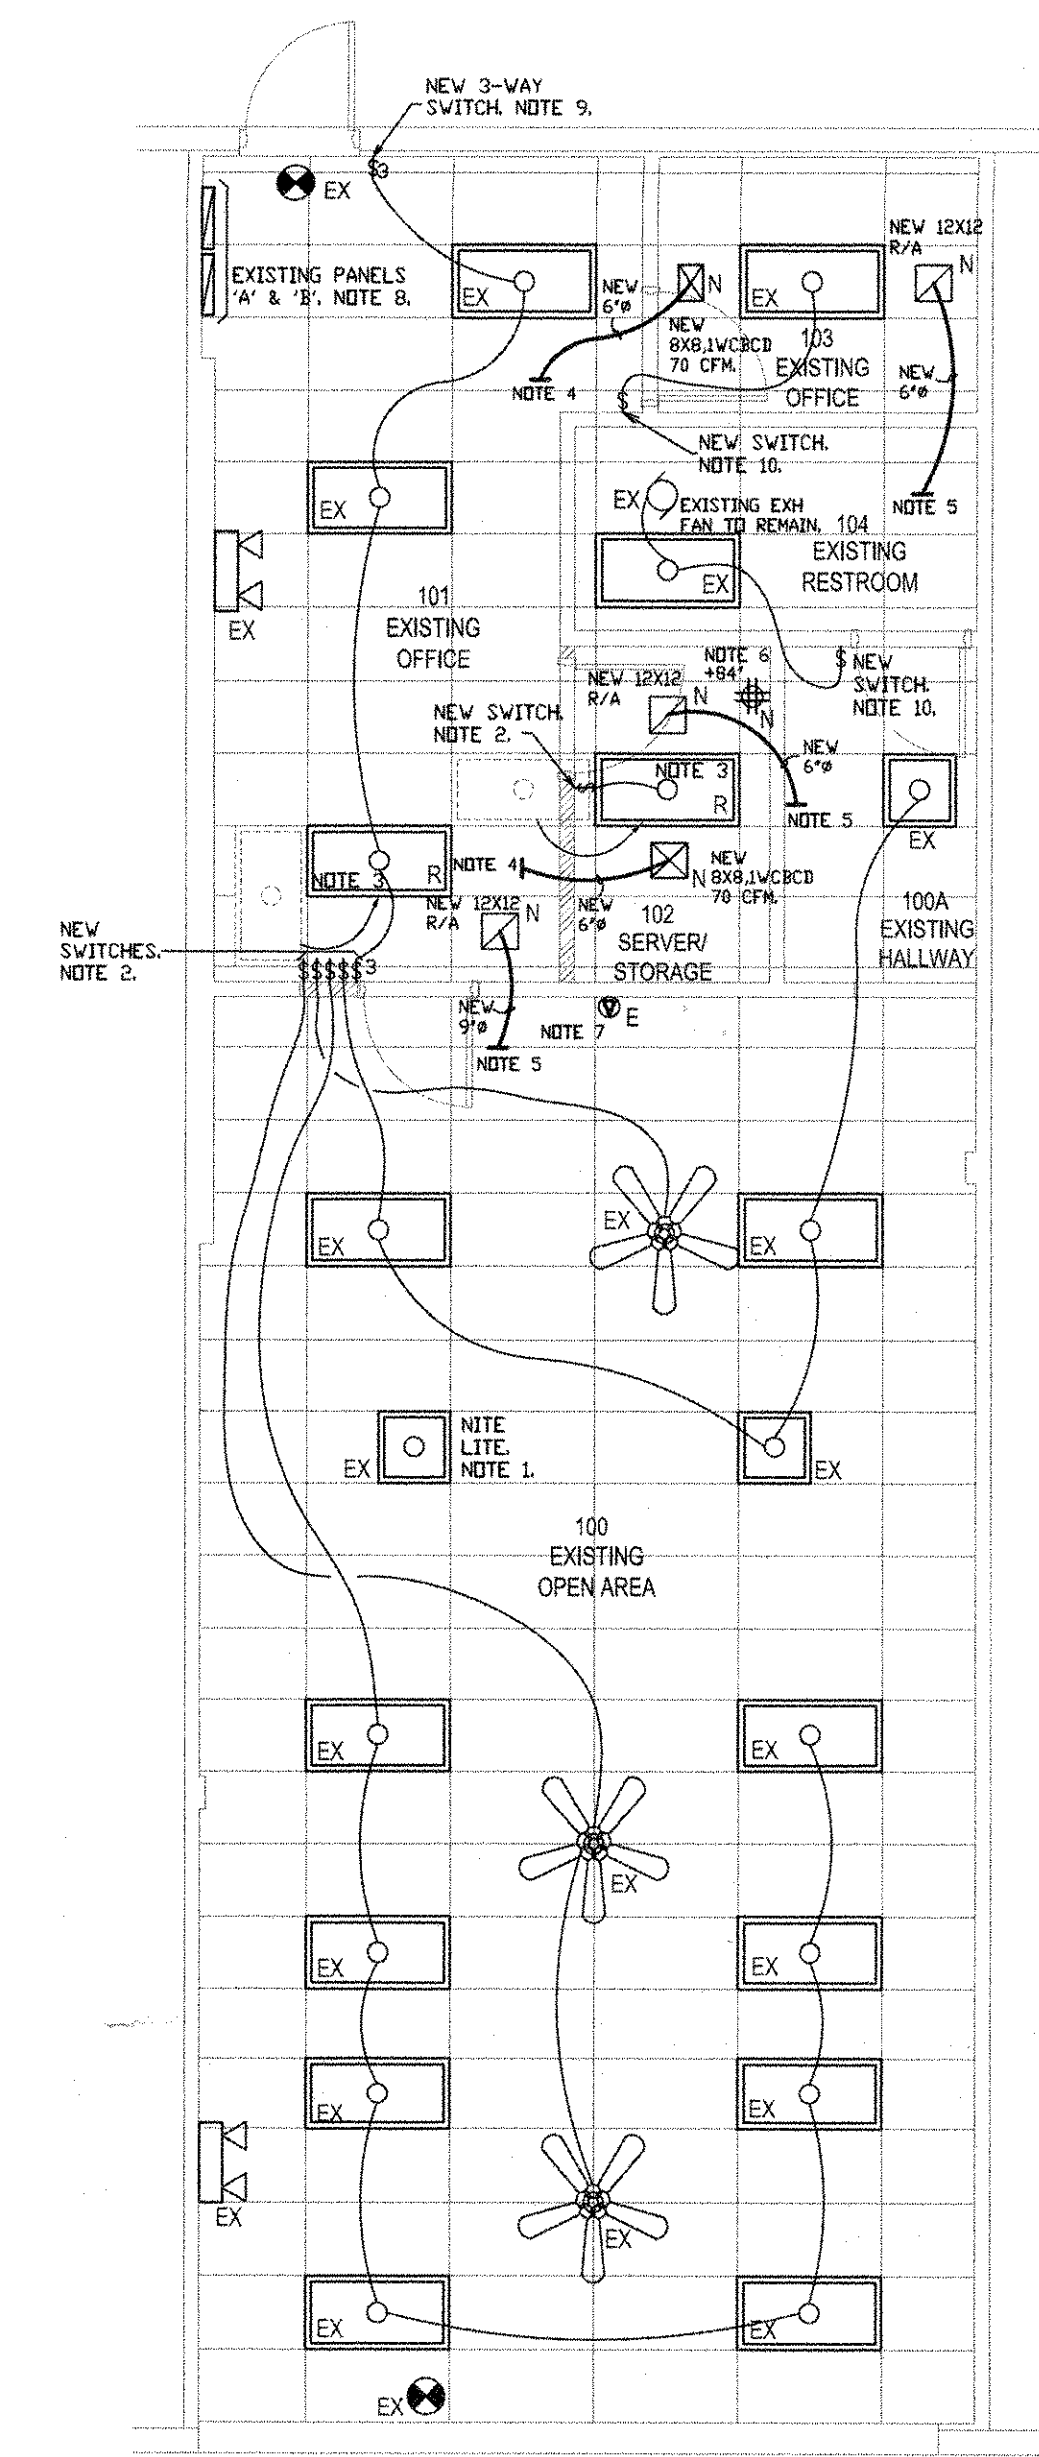 NEW 3-WAY
SWITCH. NOTE 9.
$3
EX
NEW 12X12
R/A
N
EXISTING PANELS
'A' & 'B'. NOTE 8.
EX
NEW
6"Ø
N
EX
NEW
8X8,1WCBCD
70 CFM.
103
EXISTING
OFFICE
NEW
6"Ø
NOTE 4
$
NEW SWITCH.
NOTE 10.
EX
EX
EXISTING EXH
FAN TO REMAIN.
NOTE 5
104
EXISTING
RESTROOM
EX
EX
101
EXISTING
OFFICE
NOTE 6
+84"
N
$
NEW
SWITCH.
NOTE 10.
NEW 12X12
R/A
N
NEW SWITCH.
NOTE 2.
$
NOTE 3
R
NEW
6"Ø
NOTE 5
EX
NOTE 3
R
NOTE 4
N
NEW
8X8,1WCBCD
70 CFM.
NEW
6"Ø
NEW 12X12
R/A
N
102
SERVER/
STORAGE
100A
EXISTING
HALLWAY
NEW
SWITCHES.
NOTE 2.
$$$$$3
NEW
9"Ø
NOTE 5
NOTE 7
E
EX
EX
EX
EX
NITE
LITE.
NOTE 1.
EX
100
EXISTING
OPEN AREA
EX
EX
EX
EX
EX
EX
EX
EX
EX
EX
EX
EX